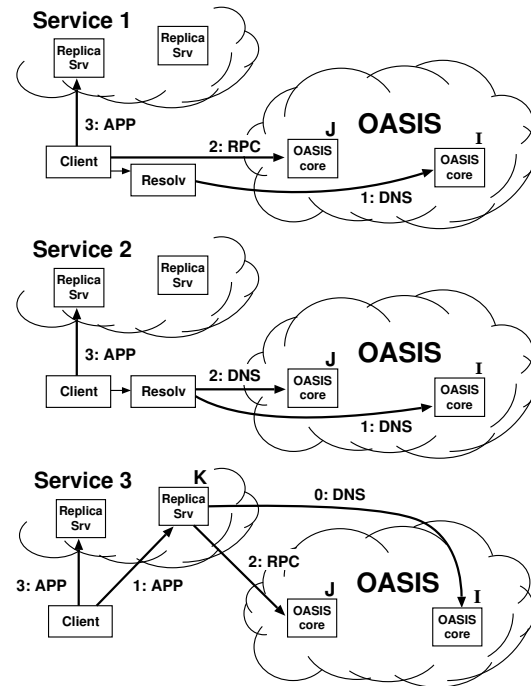 Service 1
Replica
Srv
Replica
Srv
3: APP
Client
Resolv
2: RPC
J
OASIS
core
OASIS
I
OASIS
core
1: DNS
Service 2
Replica
Srv
Replica
Srv
3: APP
Client
Resolv
2: DNS
J
OASIS
core
OASIS
I
OASIS
core
1: DNS
Service 3
Replica
Srv
K
Replica
Srv
0: DNS
3: APP
1: APP
2: RPC
Client
J
OASIS
core
OASIS
I
OASIS
core